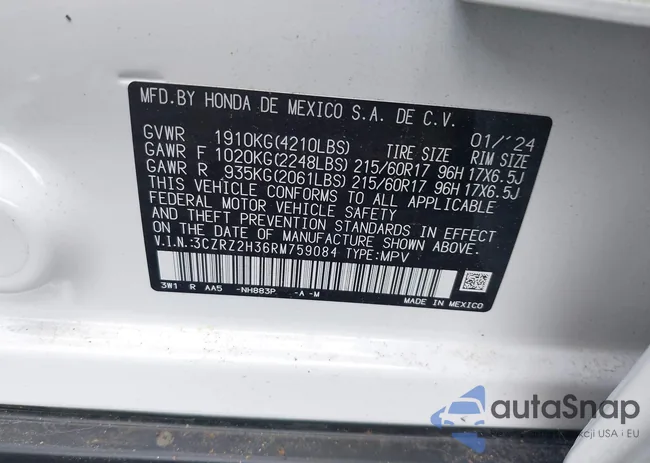 MFD.BY HONDA DE MEXICO S.A. DE C.V.
GVWR 1910KG(4210LBS) TIRE SIZE 01/'24 RIM SIZE
GAWR F 1020KG(2248LBS) 215/60R17 96H 17X6.5J
GAWR R 935KG(2061LBS) 215/60R17 96H 17X6.5J
THIS VEHICLE CONFORMS TO ALL APPLICABLE
FEDERAL MOTOR VEHICLE SAFETY
AND THEFT PREVENTION STANDARDS IN EFFECT
ON THE DATE OF MANUFACTURE SHOWN ABOVE.
V.I.N.:3CZRZ2H36RM759084 TYPE:MPV
3W1 R AA5 -NH883P -A -M MADE IN MEXICO
autaSnap
kcji USA i EU